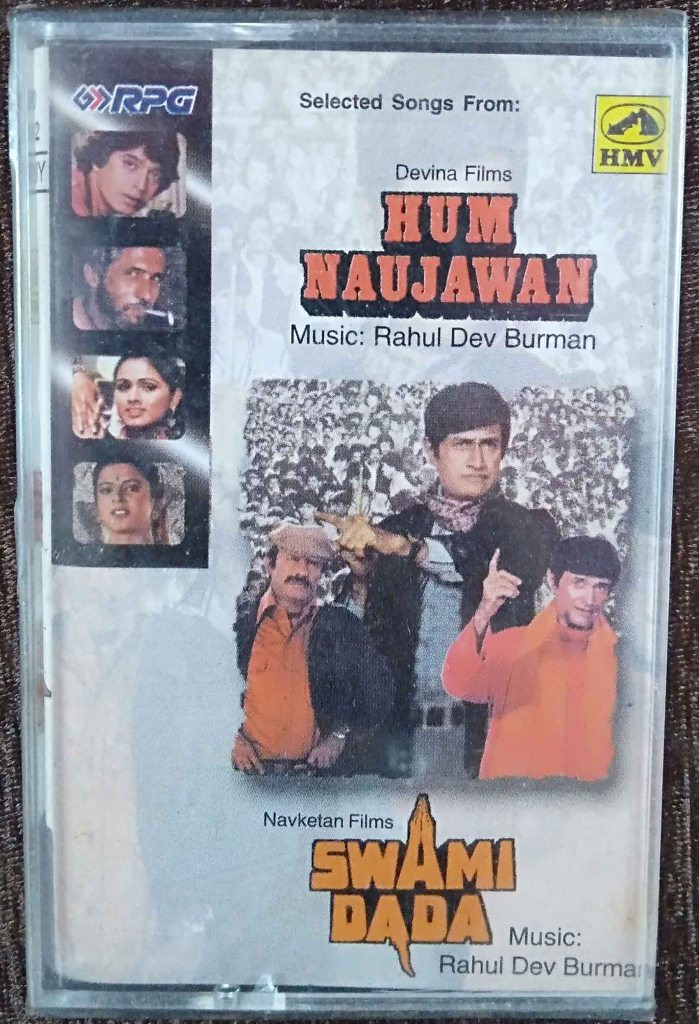 RPG
Selected Songs From:
HMV
Devina Films
HUM
NAUJAWAN
Music: Rahul Dev Burman
Navketan Films
SWAMI
DADA
Music:
Rahul Dev Burman
2
Y